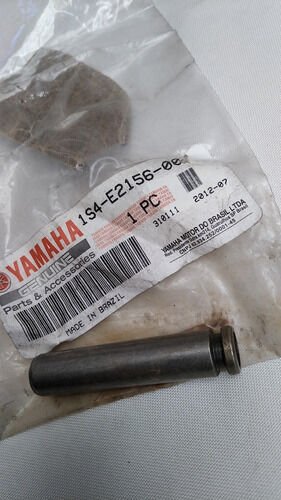 YAMAHA
GENUINE
Parts & Accessories
1S4-E2156-00
1 PC
310111
2012-07
YAMAHA MOTOR DO BRASIL LTDA.
MADE IN BRAZIL